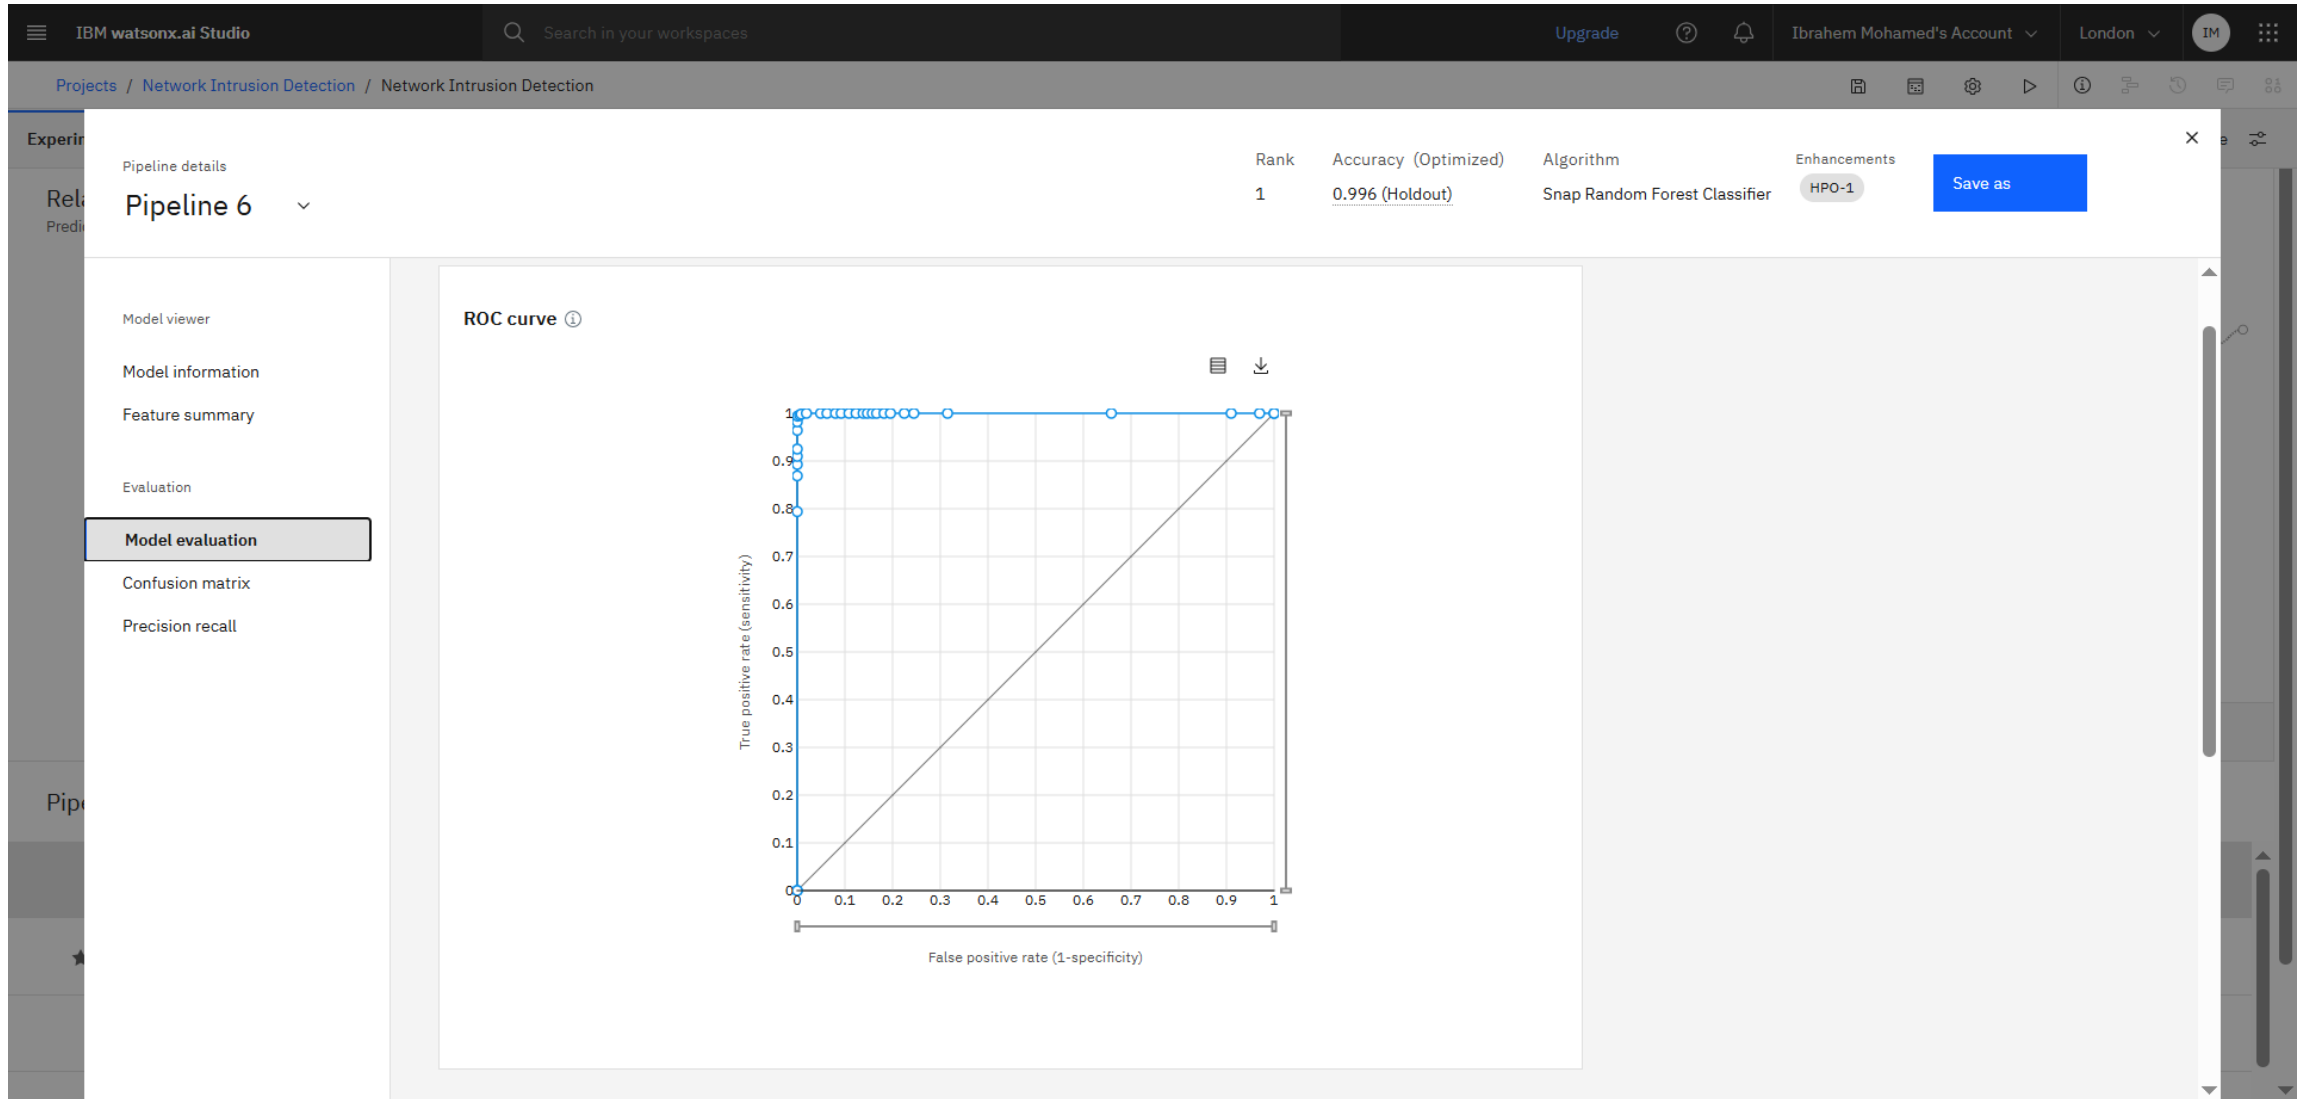 IBM watsonx.ai Studio
Search in your workspaces
Upgrade
Ibrahem Mohamed's Account
London
IM
Projects / Network Intrusion Detection / Network Intrusion Detection
Pipeline details
Pipeline 6
Rank
1
Accuracy (Optimized)
0.996 (Holdout)
Algorithm
Snap Random Forest Classifier
Enhancements
HPO-1
Save as
Model viewer
Model information
Feature summary
Evaluation
Model evaluation
Confusion matrix
Precision recall
ROC curve
True positive rate (sensitivity)
1
0.9
0.8
0.7
0.6
0.5
0.4
0.3
0.2
0.1
0
0 0.1 0.2 0.3 0.4 0.5 0.6 0.7 0.8 0.9 1
False positive rate (1-specificity)